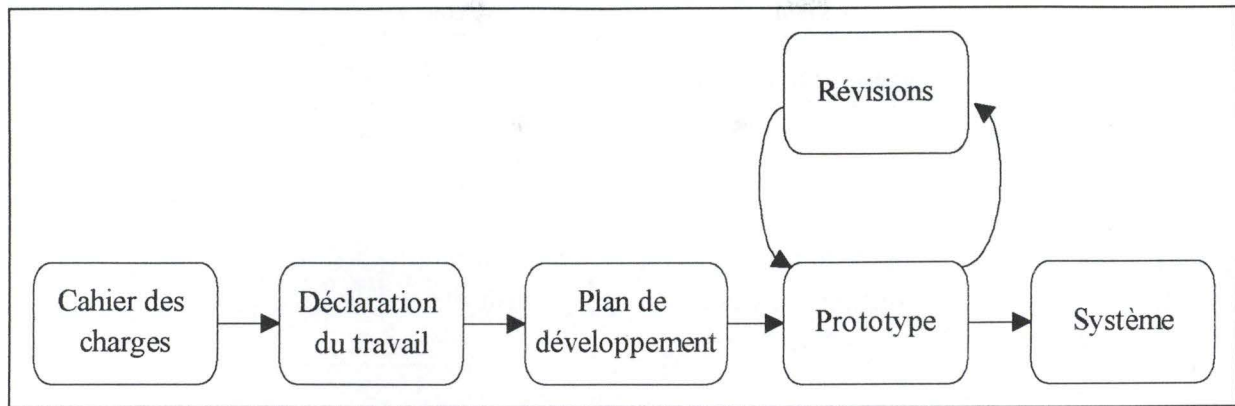 Révisions
Cahier des
charges
Déclaration
du travail
Plan de
développement
Prototype
Système